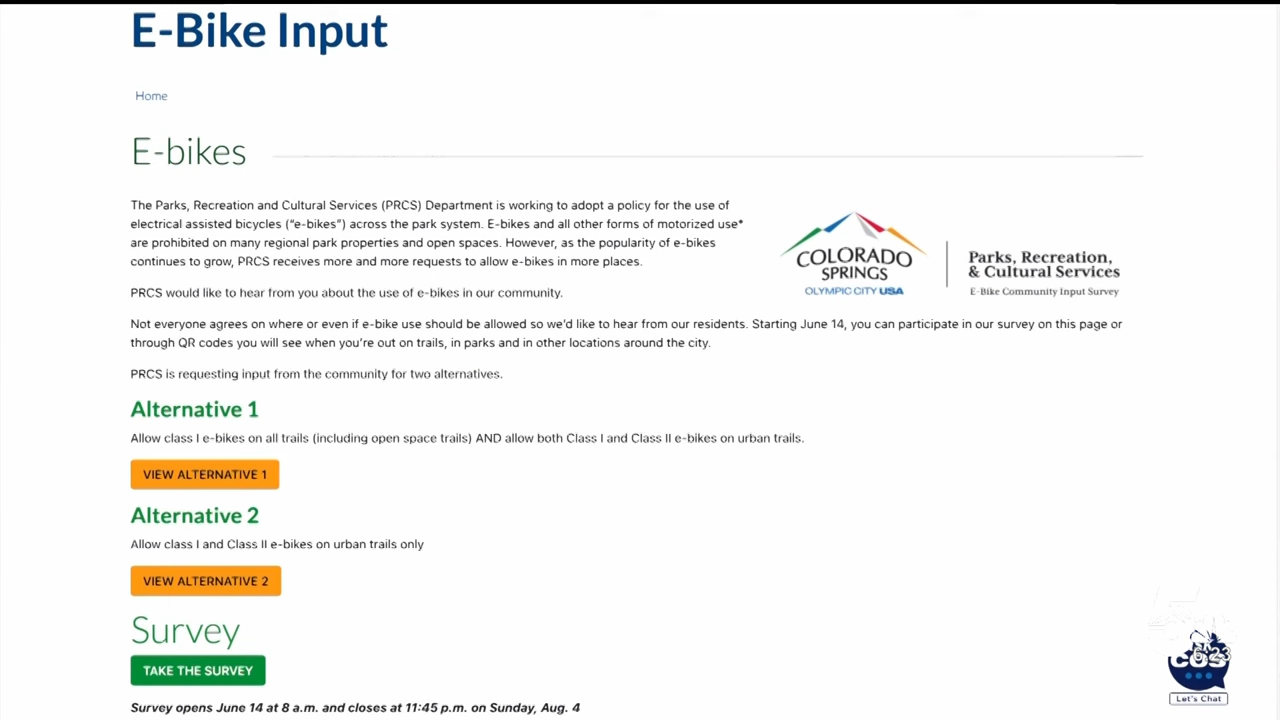 E-Bike Input
Home
E-bikes
The Parks, Recreation and Cultural Services (PRCS) Department is working to adopt a policy for the use of
electrical assisted bicycles (“e-bikes”) across the park system. E-bikes and all other forms of motorized use*
are prohibited on many regional park properties and open spaces. However, as the popularity of e-bikes
continues to grow, PRCS receives more and more requests to allow e-bikes in more places.
COLORADO
SPRINGS
OLYMPIC CITY USA
Parks, Recreation,
& Cultural Services
E-Bike Community Input Survey
PRCS would like to hear from you about the use of e-bikes in our community.
Not everyone agrees on where or even if e-bike use should be allowed so we’d like to hear from our residents. Starting June 14, you can participate in our survey on this page or
through QR codes you will see when you’re out on trails, in parks and in other locations around the city.
PRCS is requesting input from the community for two alternatives.
Alternative 1
Allow class I e-bikes on all trails (including open space trails) AND allow both Class I and Class II e-bikes on urban trails.
VIEW ALTERNATIVE 1
Alternative 2
Allow class I and Class II e-bikes on urban trails only
VIEW ALTERNATIVE 2
Survey
TAKE THE SURVEY
Survey opens June 14 at 8 a.m. and closes at 11:45 p.m. on Sunday, Aug. 4
COS
Let's Chat